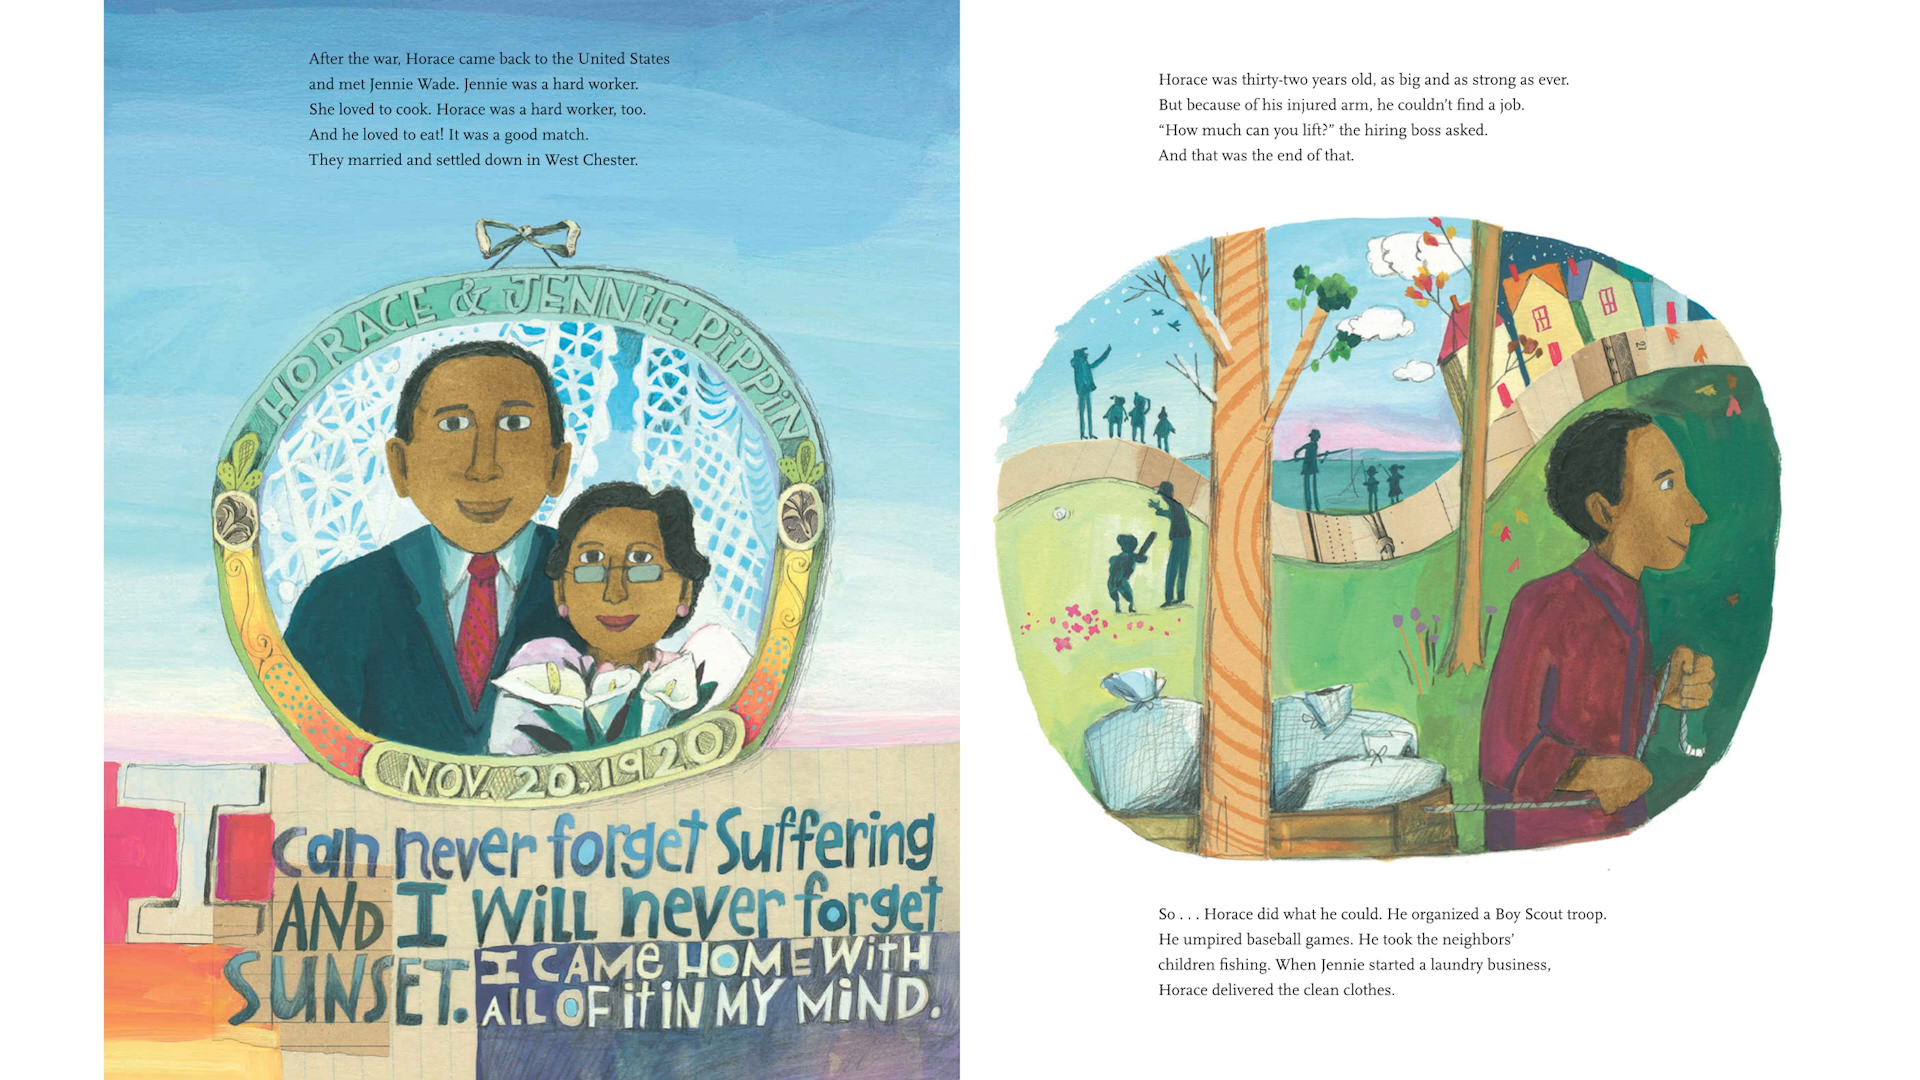 After the war, Horace came back to the United States
and met Jennie Wade. Jennie was a hard worker.
She loved to cook. Horace was a hard worker, too.
And he loved to eat! It was a good match.
They married and settled down in West Chester.
HORACE & JENNiE PiPPiN
NOV. 20, 1920
I can never forget Suffering
AND I Will never forget
SUNSET. I CAME HOME WiTH
ALL OF it iN MY MiND.
Horace was thirty-two years old, as big and as strong as ever.
But because of his injured arm, he couldn’t find a job.
“How much can you lift?” the hiring boss asked.
And that was the end of that.
21
So . . . Horace did what he could. He organized a Boy Scout troop.
He umpired baseball games. He took the neighbors’
children fishing. When Jennie started a laundry business,
Horace delivered the clean clothes.